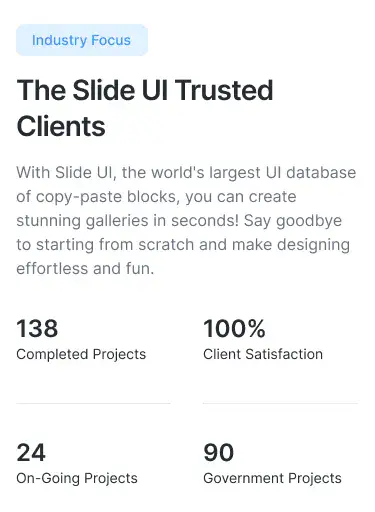 Industry Focus
The Slide UI Trusted
Clients
With Slide UI, the world's largest UI database
of copy-paste blocks, you can create
stunning galleries in seconds! Say goodbye
to starting from scratch and make designing
effortless and fun.
138
Completed Projects
100%
Client Satisfaction
24
On-Going Projects
90
Government Projects